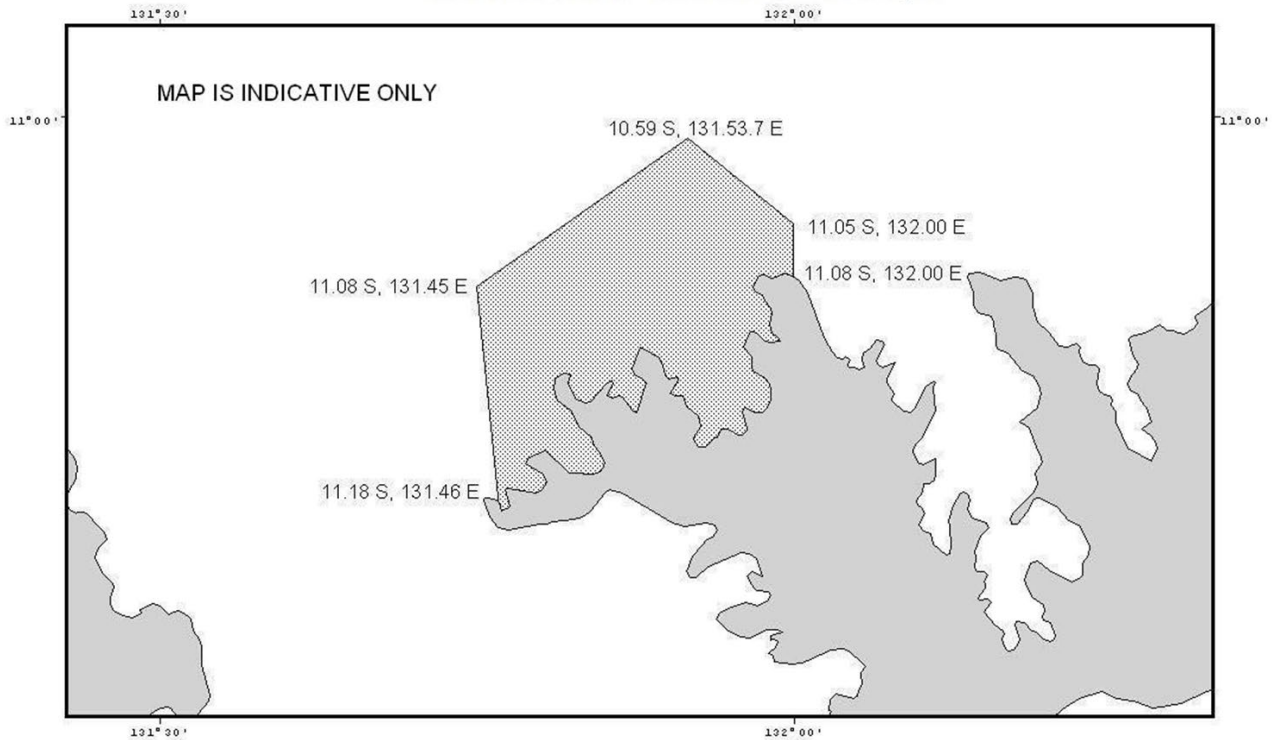 131°30'
132°00'
MAP IS INDICATIVE ONLY
11°00'
11°00'
10.59 S, 131.53.7 E
11.05 S, 132.00 E
11.08 S, 132.00 E
11.08 S, 131.45 E
11.18 S, 131.46 E
131°30'
132°00'